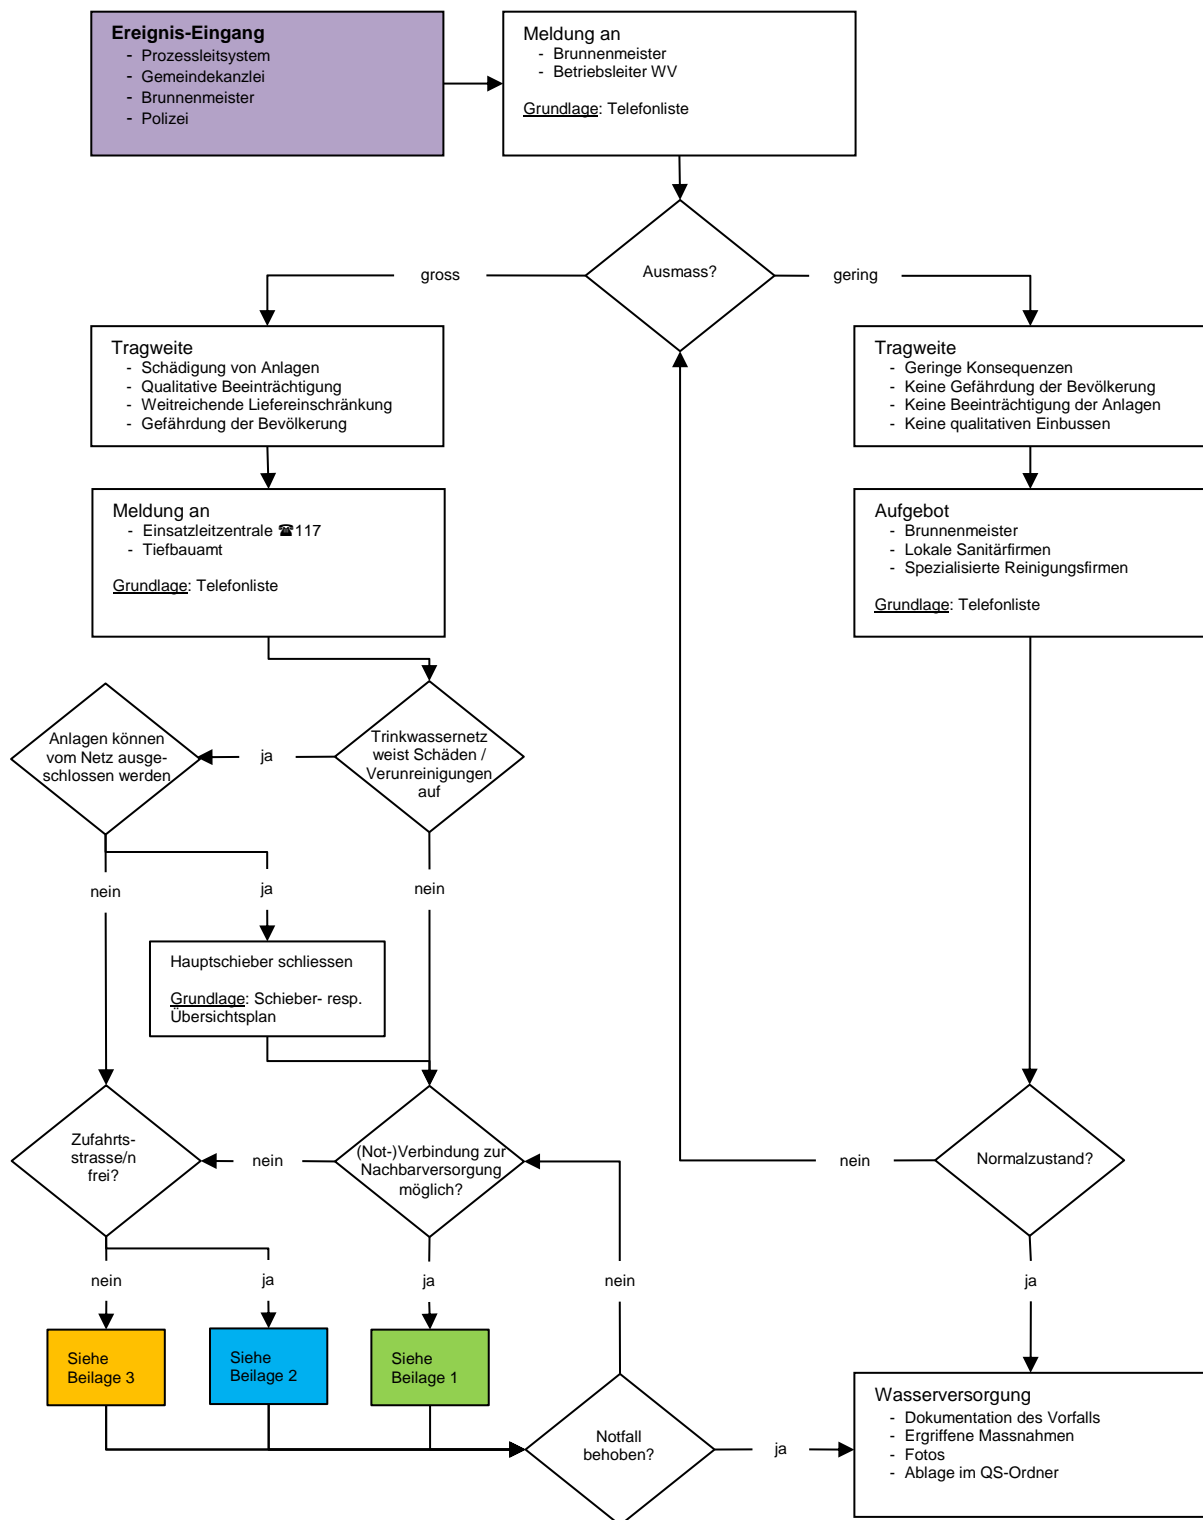 Ereignis-Eingang
- Prozessleitsystem
- Gemeindekanzlei
- Brunnenmeister
- Polizei
Meldung an
- Brunnenmeister
- Betriebsleiter WV
Grundlage: Telefonliste
Ausmass?
gross
gering
Tragweite
- Schädigung von Anlagen
- Qualitative Beeinträchtigung
- Weitreichende Liefereinschränkung
- Gefährdung der Bevölkerung
Tragweite
- Geringe Konsequenzen
- Keine Gefährdung der Bevölkerung
- Keine Beeinträchtigung der Anlagen
- Keine qualitativen Einbussen
Meldung an
- Einsatzleitzentrale ☎117
- Tiefbauamt
Grundlage: Telefonliste
Aufgebot
- Brunnenmeister
- Lokale Sanitärfirmen
- Spezialisierte Reinigungsfirmen
Grundlage: Telefonliste
Anlagen können
vom Netz ausge-
schlossen werden
ja
Trinkwassernetz
weist Schäden /
Verunreinigungen
auf
nein
ja
nein
Hauptschieber schliessen
Grundlage: Schieber- resp.
Übersichtsplan
Zufahrts-
strasse/n
frei?
nein
(Not-)Verbindung zur
Nachbarversorgung
möglich?
nein
Normalzustand?
nein
ja
ja
nein
ja
Siehe
Beilage 3
Siehe
Beilage 2
Siehe
Beilage 1
Notfall
behoben?
ja
Wasserversorgung
- Dokumentation des Vorfalls
- Ergriffene Massnahmen
- Fotos
- Ablage im QS-Ordner